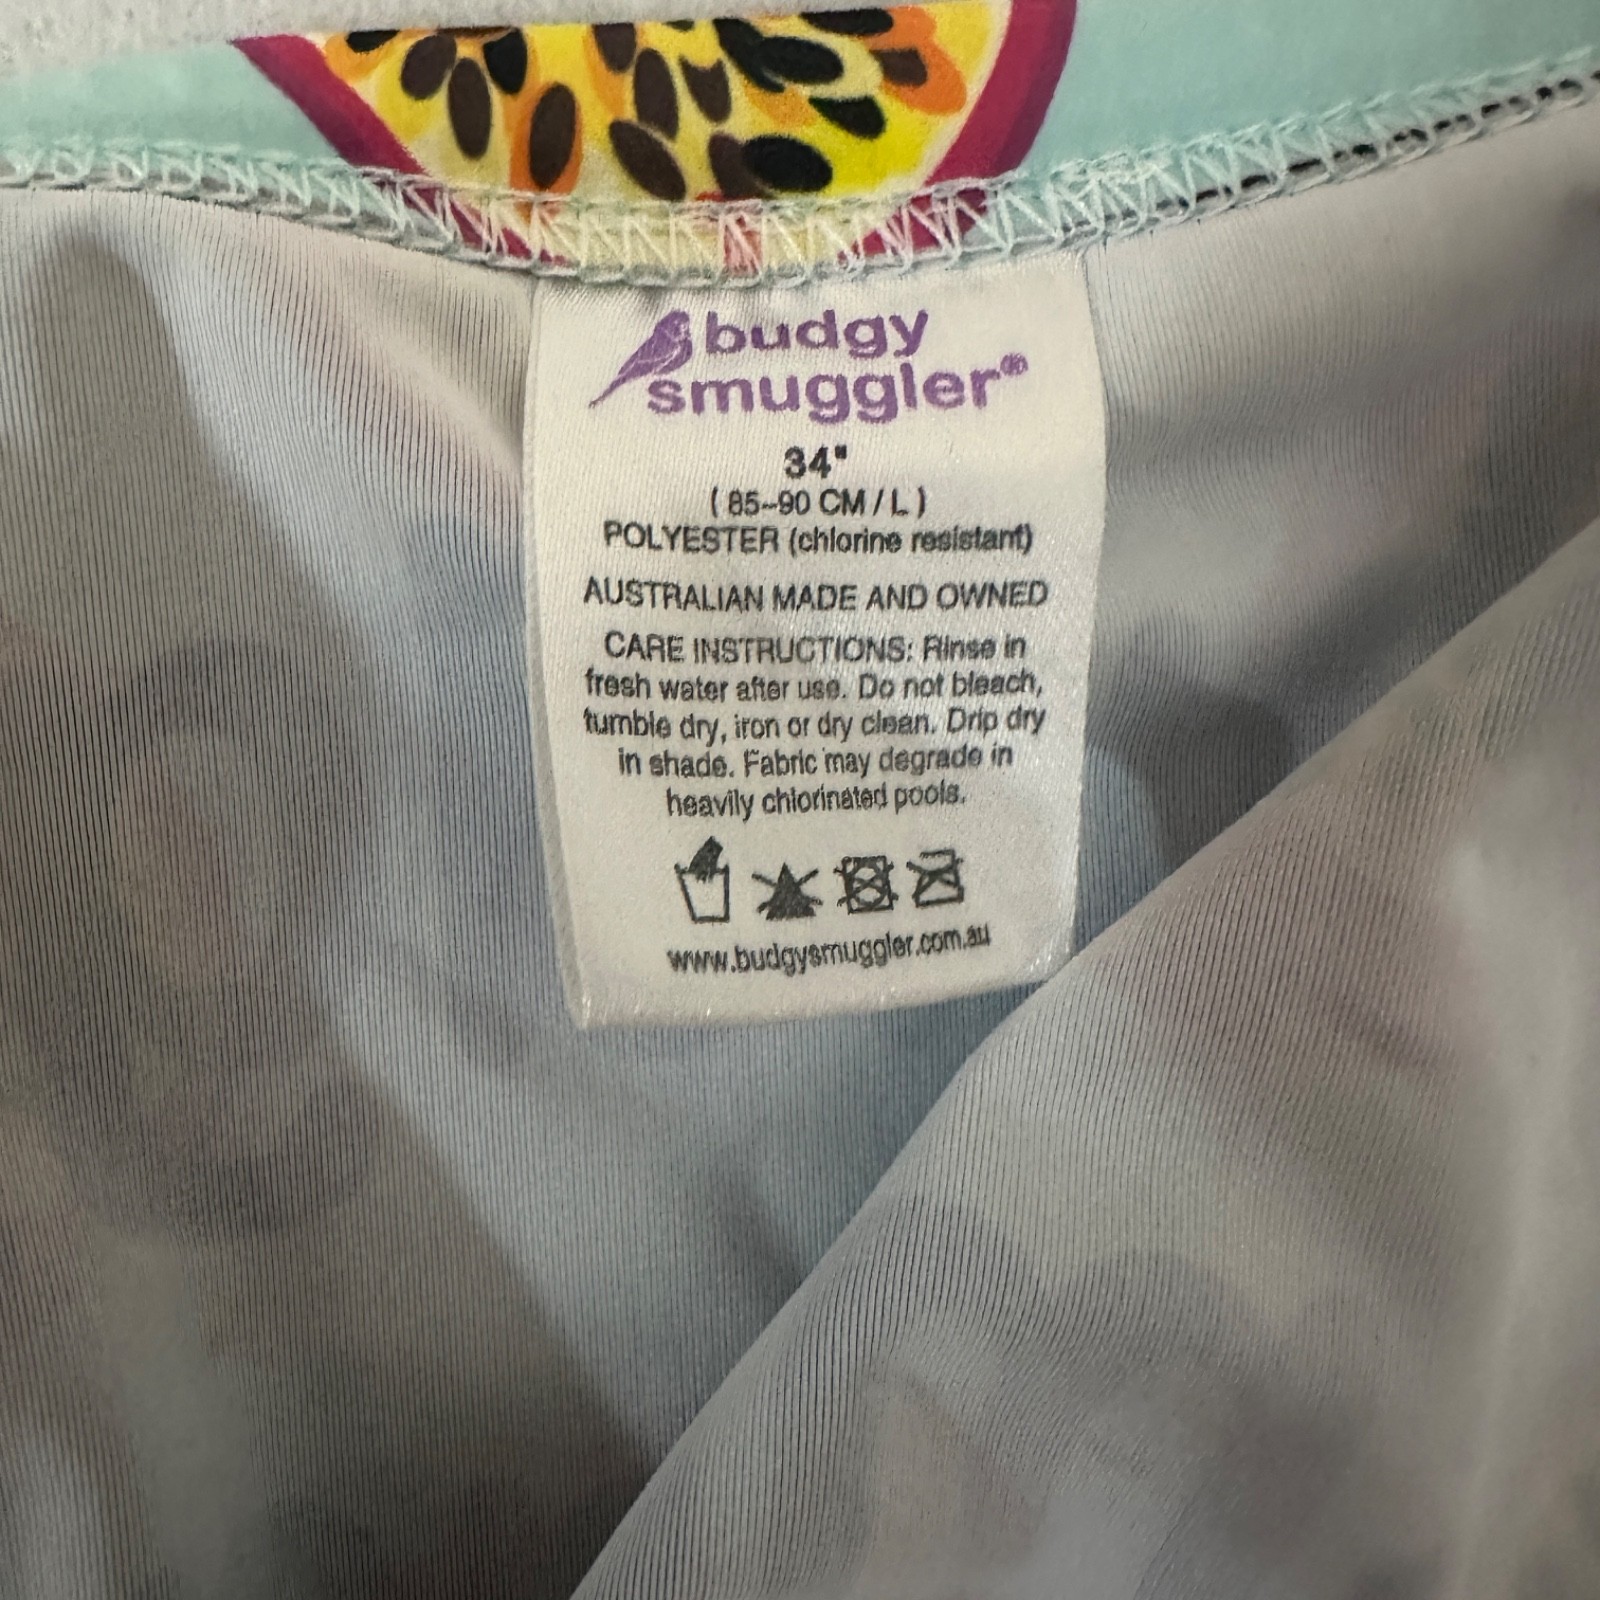 budgy
smuggler®
34"
( 85-90 CM / L )
POLYESTER (chlorine resistant)
AUSTRALIAN MADE AND OWNED
CARE INSTRUCTIONS: Rinse in
fresh water after use. Do not bleach,
tumble dry, iron or dry clean. Drip dry
in shade. Fabric may degrade in
heavily chlorinated pools.
www.budgysmuggler.com.au